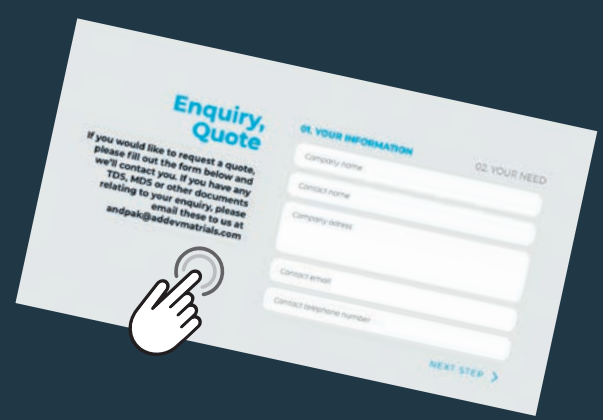 Enquiry,
Quote
If you would like to request a quote,
please fill out the form below and
we'll contact you. If you have any
TDS, MDS or other documents
relating to your enquiry, please
email these to us at
andpak@addevmatrials.com
01. YOUR INFORMATION
02. YOUR NEED
Company name
Contact name
Company adress
Contact email
Contact telephone number
NEXT STEP